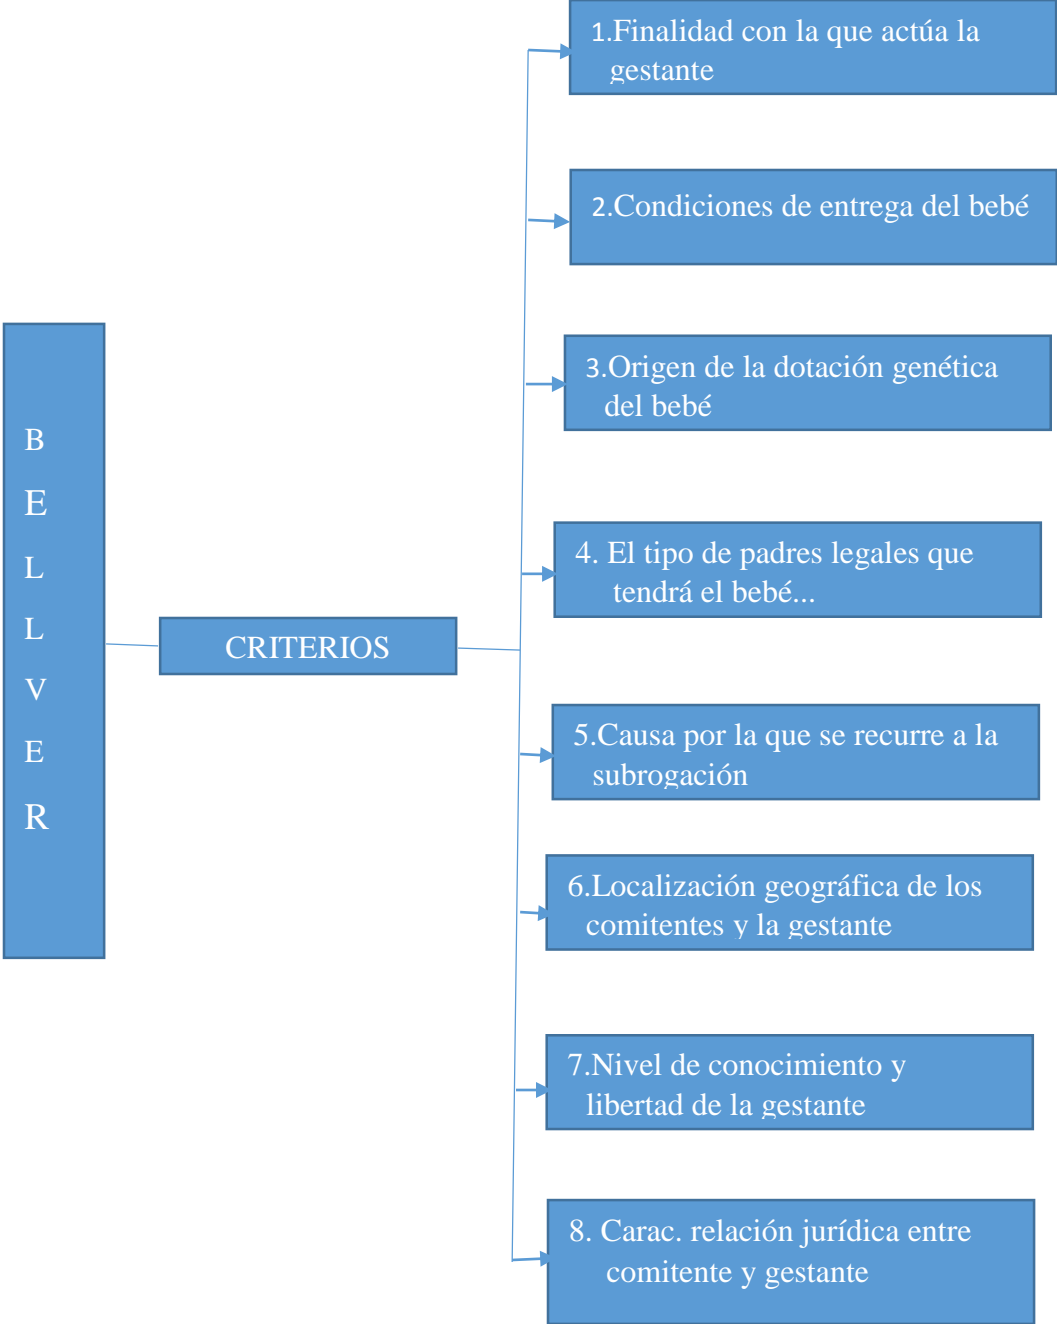 B
E
L
L
V
E
R
CRITERIOS
1.Finalidad con la que actúa la
gestante
2.Condiciones de entrega del bebé
3.Origen de la dotación genética
del bebé
4. El tipo de padres legales que
tendrá el bebé...
5.Causa por la que se recurre a la
subrogación
6.Localización geográfica de los
comitentes y la gestante
7.Nivel de conocimiento y
libertad de la gestante
8. Carac. relación jurídica entre
comitente y gestante